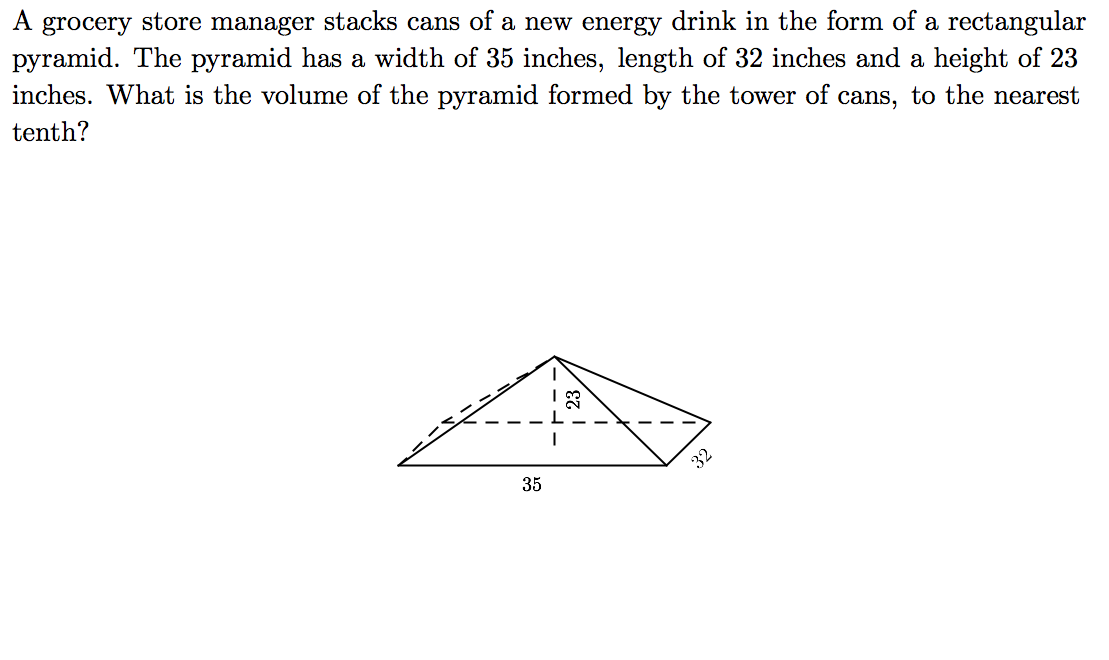 A grocery store manager stacks cans of a new energy drink in the form of a rectangular
pyramid. The pyramid has a width of 35 inches, length of 32 inches and a height of 23
inches. What is the volume of the pyramid formed by the tower of cans, to the nearest
tenth?
23
32
35